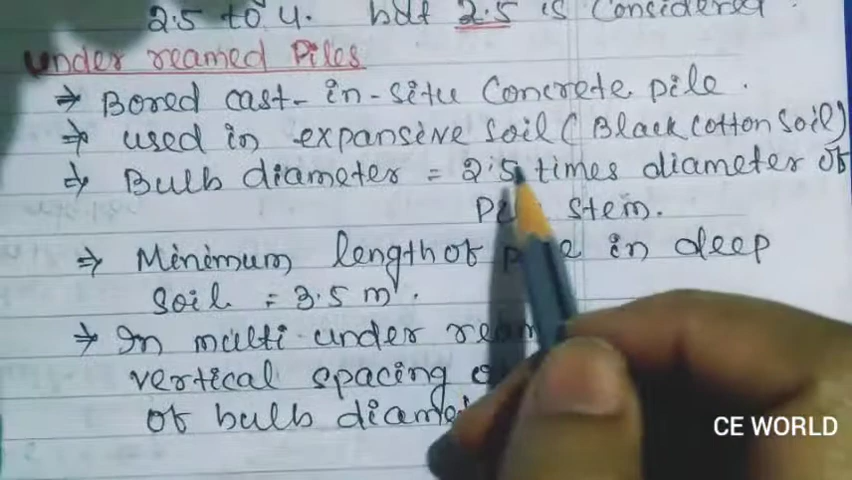 2.5 to 4. but 2.5 is Considered.
under reamed Piles
⇒ Bored cast-in-situ Concrete pile.
⇒ used in expansive Soil (Black Cotton Soil)
⇒ Bulb diameter = 2.5 times diameter of
stem.
⇒ Minimum length of in deep
Soil = 3.5 m.
⇒ In multi under
vertical spacing
of bulb
CE WORLD